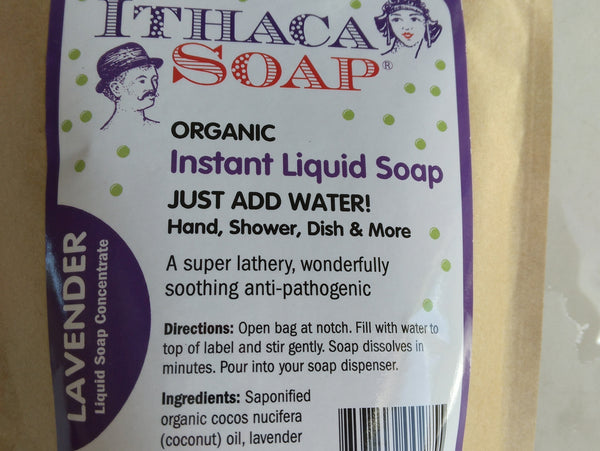 ITHACA
SOAP®
ORGANIC
Instant Liquid Soap
JUST ADD WATER!
Hand, Shower, Dish & More
A super lathery, wonderfully
soothing anti-pathogenic
Directions: Open bag at notch. Fill with water to
top of label and stir gently. Soap dissolves in
minutes. Pour into your soap dispenser.
Ingredients: Saponified
organic cocos nucifera
(coconut) oil, lavender
LAVENDER
Liquid Soap Concentrate